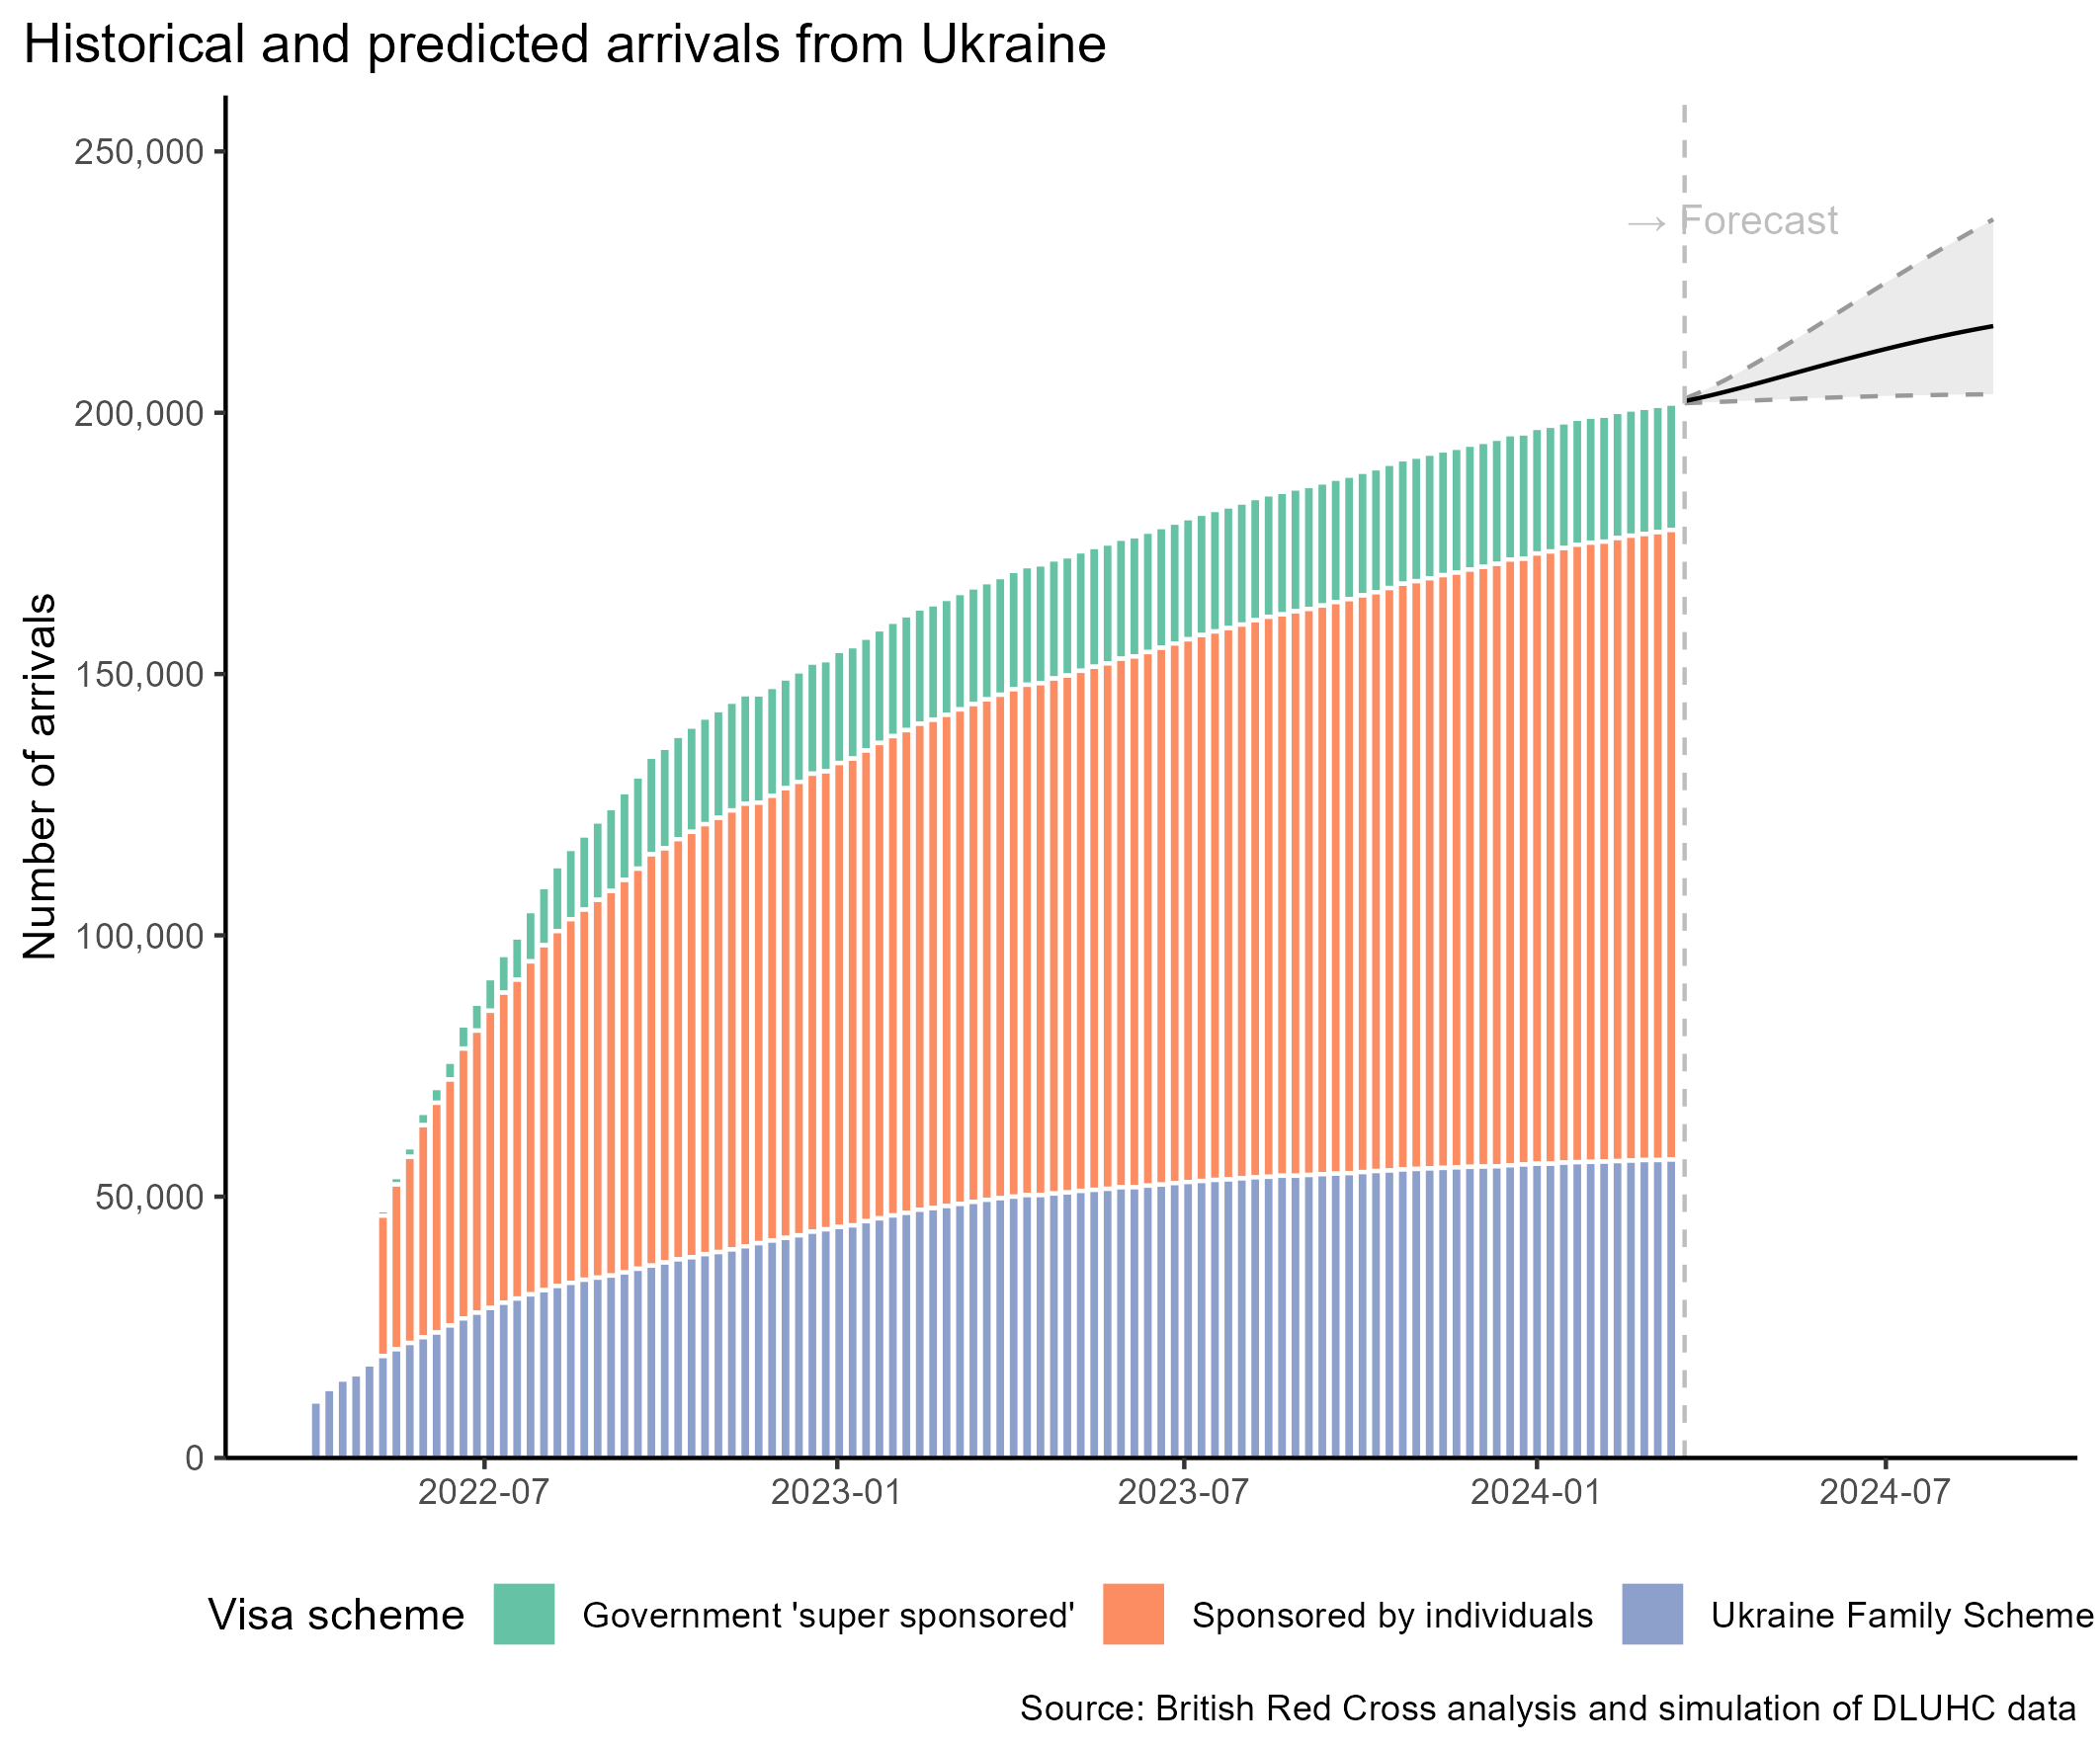 Historical and predicted arrivals from Ukraine
Number of arrivals
250,000
200,000
150,000
100,000
50,000
0
→ Forecast
2022-07
2023-01
2023-07
2024-01
2024-07
Visa scheme
Government 'super sponsored'
Sponsored by individuals
Ukraine Family Scheme
Source: British Red Cross analysis and simulation of DLUHC data